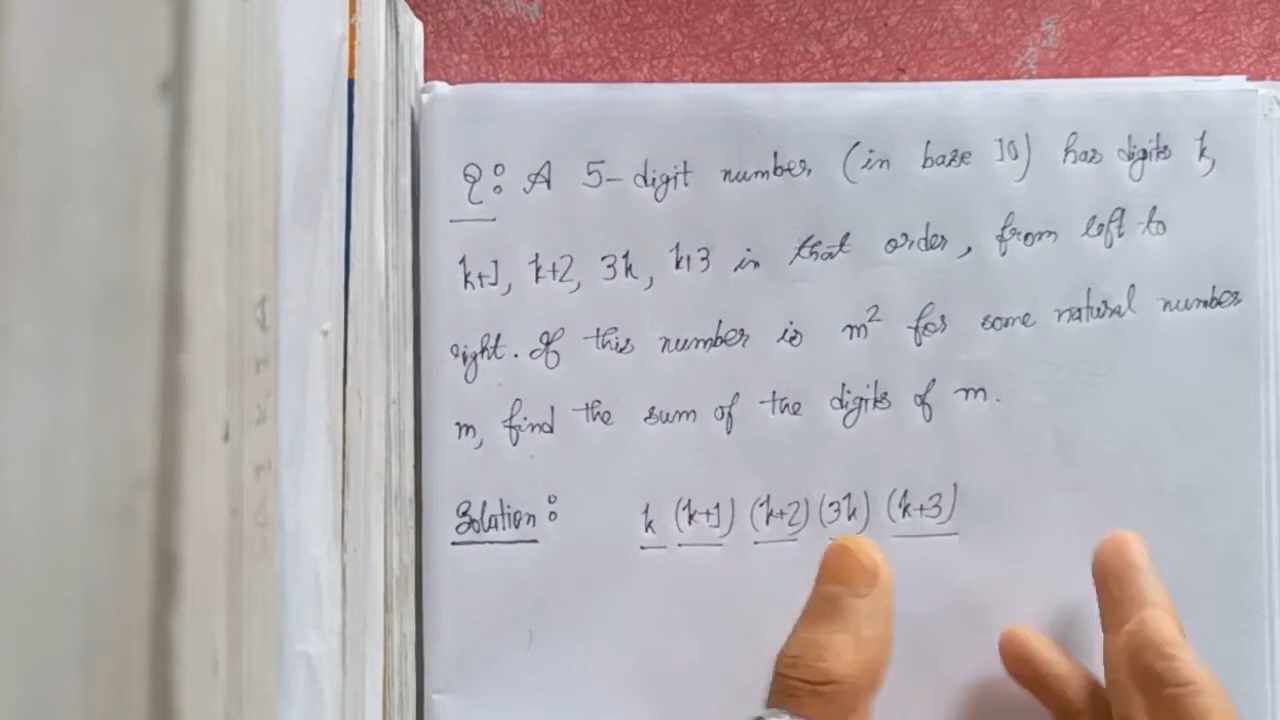 Q: A 5-digit number (in base 10) has digits k,
k+1, k+2, 3k, k+3 in that order, from left to
right. If this number is m² for some natural number
m, find the sum of the digits of m.
Solution: k (k+1) (k+2) (3k) (k+3)